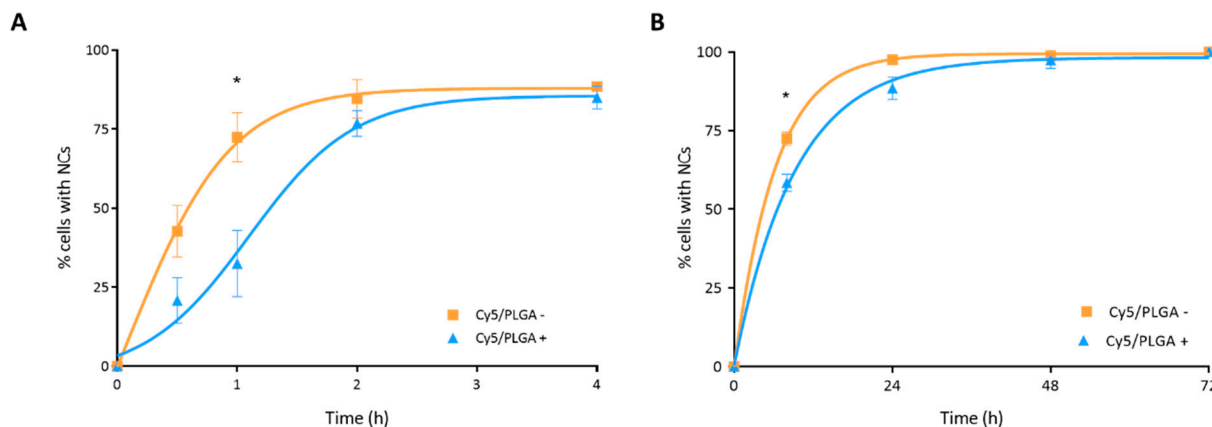 A
100
75
50
25
0
% cells with NCs
*
Cy5/PLGA -
Cy5/PLGA +
0
1
2
3
4
Time (h)
B
100
75
50
25
0
% cells with NCs
*
Cy5/PLGA -
Cy5/PLGA +
0
24
48
72
Time (h)